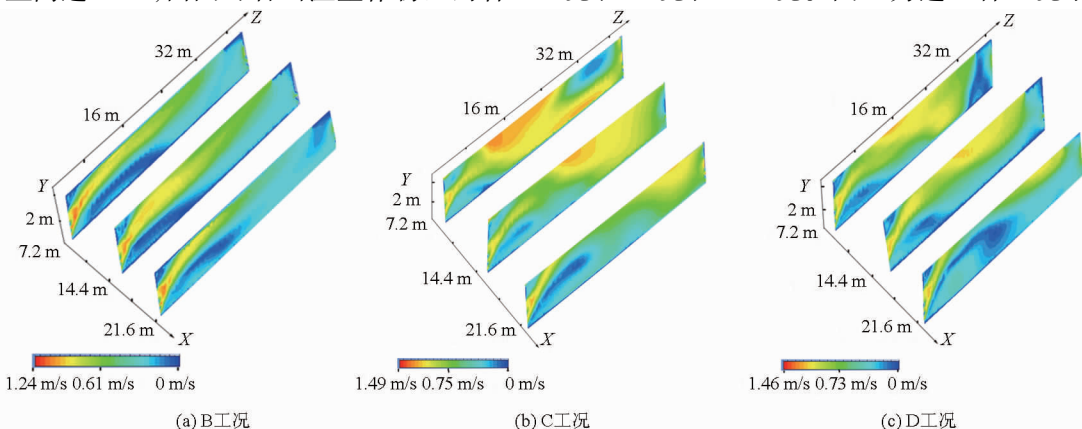 Z
32 m
16 m
Y
2 m
7.2 m
14.4 m
21.6 m
X
1.24 m/s 0.61 m/s 0 m/s
(a) B工况
Z
32 m
16 m
Y
2 m
7.2 m
14.4 m
21.6 m
X
1.49 m/s 0.75 m/s 0 m/s
(b) C工况
Z
32 m
16 m
Y
2 m
7.2 m
14.4 m
21.6 m
X
1.46 m/s 0.73 m/s 0 m/s
(c) D工况